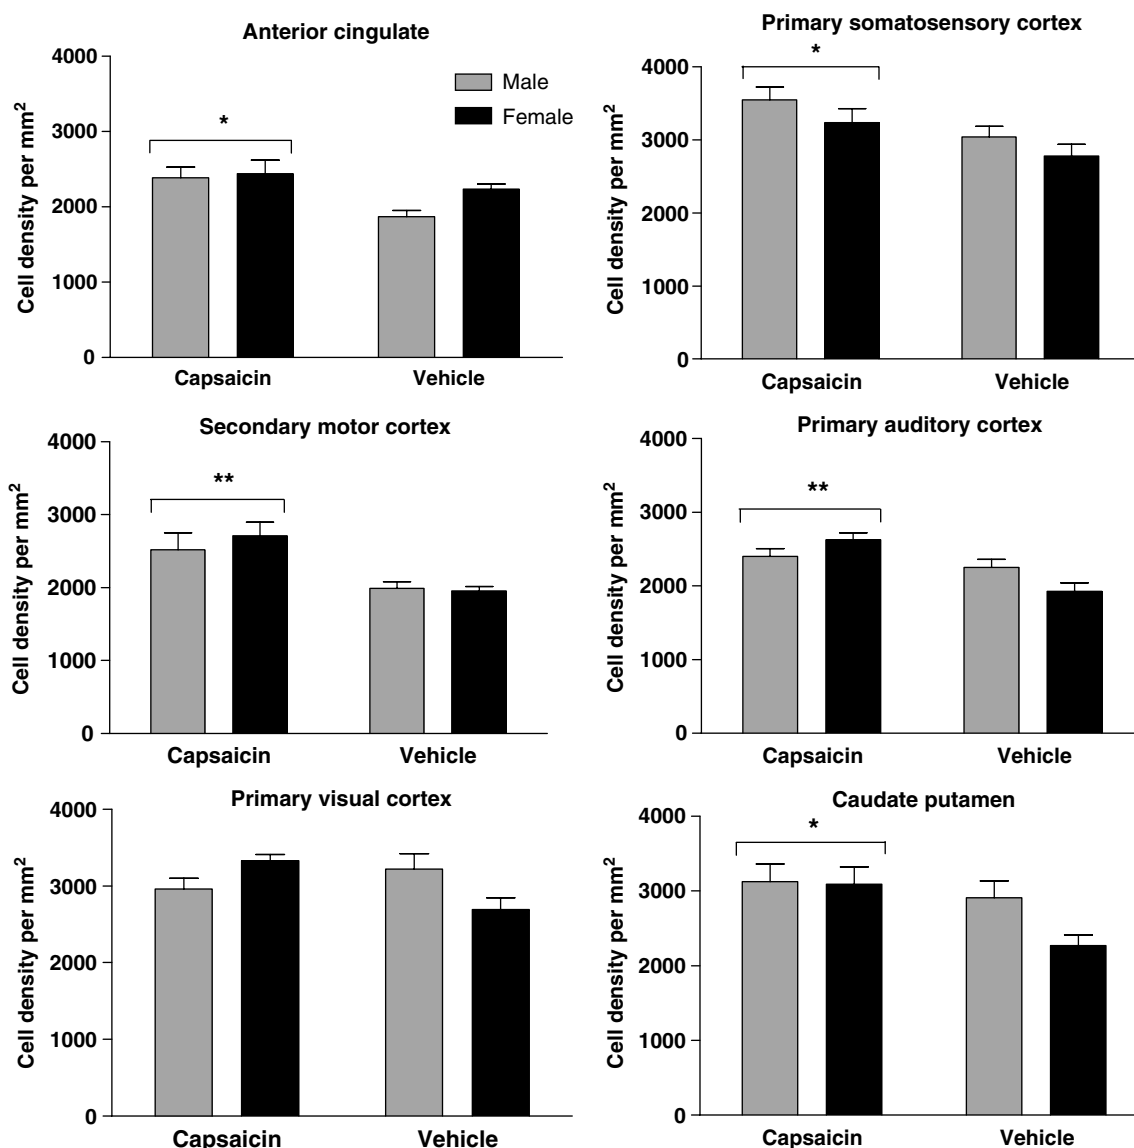 Anterior cingulate
Cell density per mm²
4000
3000
2000
1000
0
*
Male
Female
Capsaicin Vehicle
Primary somatosensory cortex
Cell density per mm²
4000
3000
2000
1000
0
*
Capsaicin Vehicle
Secondary motor cortex
Cell density per mm²
4000
3000
2000
1000
0
**
Capsaicin Vehicle
Primary auditory cortex
Cell density per mm²
4000
3000
2000
1000
0
**
Capsaicin Vehicle
Primary visual cortex
Cell density per mm²
4000
3000
2000
1000
0
Capsaicin Vehicle
Caudate putamen
Cell density per mm²
4000
3000
2000
1000
0
*
Capsaicin Vehicle